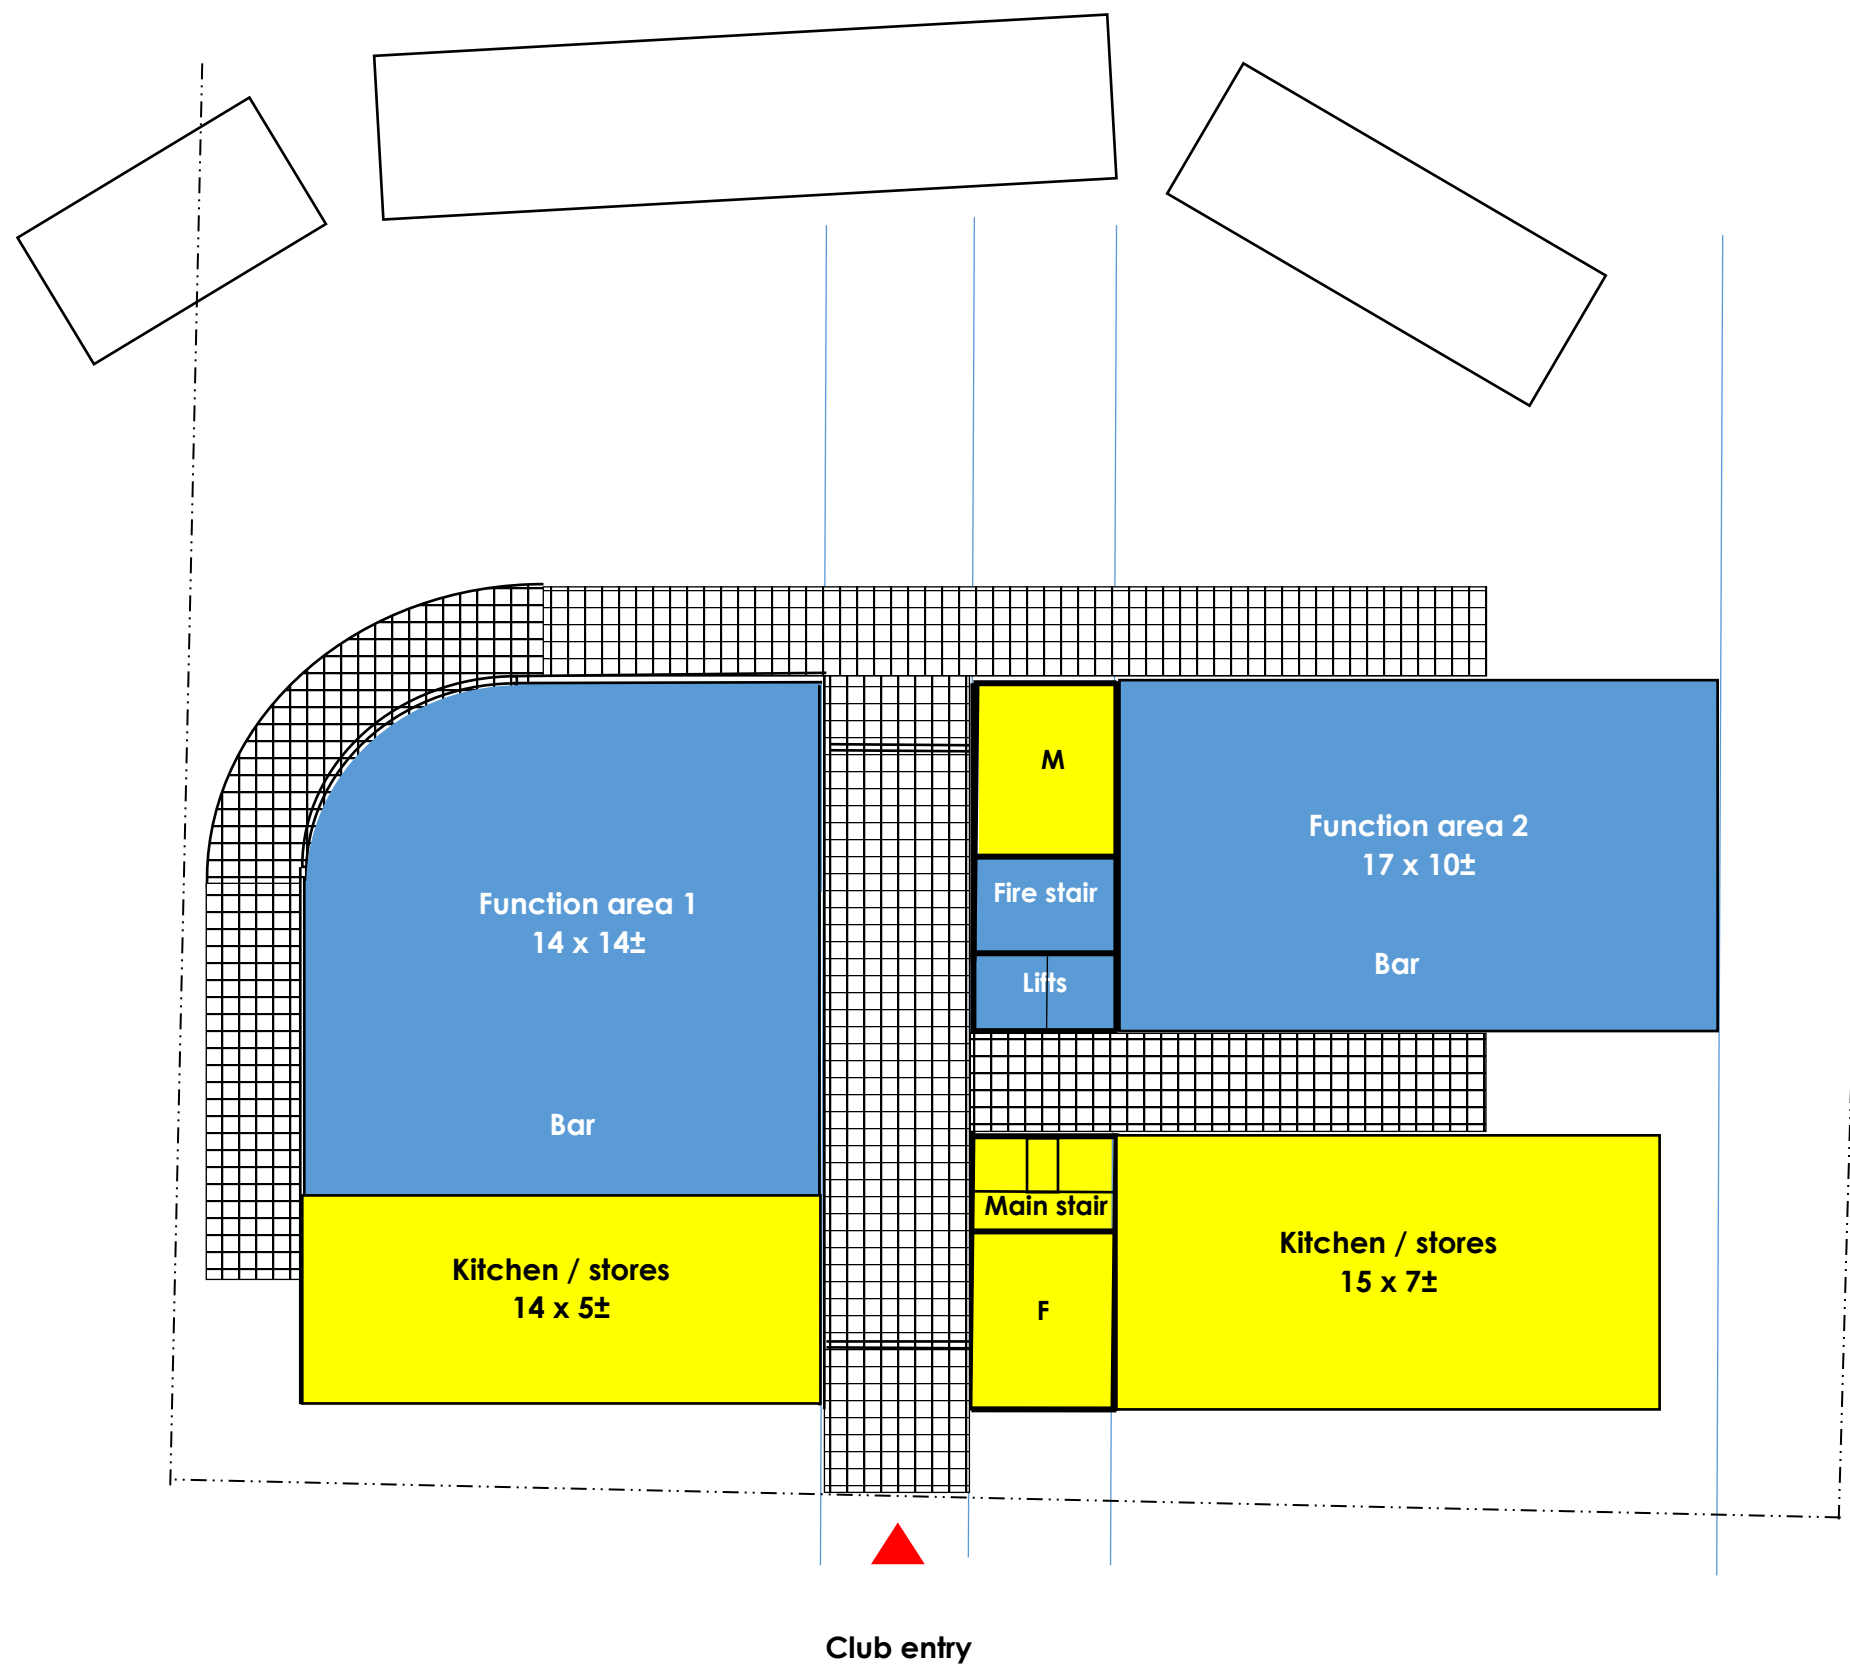 M
Function area 2
17 x 10±
Fire stair
Function area 1
14 x 14±
Bar
Lifts
Bar
Main stair
Kitchen / stores
15 x 7±
Kitchen / stores
14 x 5±
F
Club entry